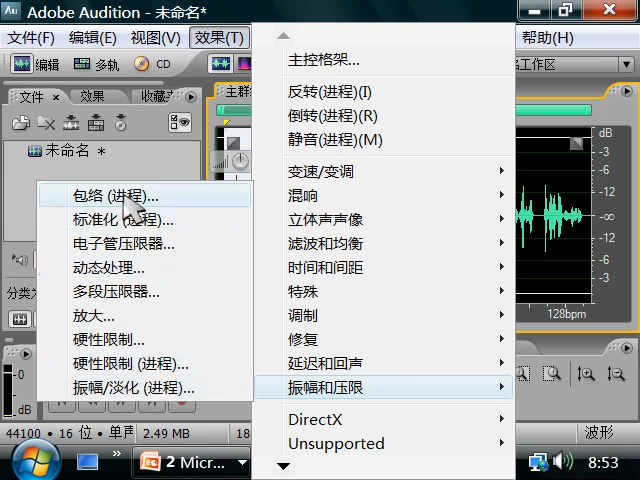 Adobe Audition - 未命名*
文件(F) 编辑(E) 视图(V) 效果(T) 帮助(H)
编辑 多轨 CD 工作区
文件 × 效果 收藏 主群
未命名 *
主控格架...
反转(进程)(I)
倒转(进程)(R)
静音(进程)(M)
变速/变调
混响
立体声声像
滤波和均衡
时间和间距
特殊
调制
修复
延迟和回声
振幅和压限
DirectX
Unsupported
包络 (进程)...
标准化 (进程)...
电子管压限器...
动态处理...
多段压限器...
放大...
硬性限制...
硬性限制 (进程)...
振幅/淡化 (进程)...
分类为
dB
-3
-6
-12
-∞
-12
-6
-3
128bpm
0
dB
44100 • 16 位 • 单声 2.49 MB 18 波形
2 Micr... 8:53